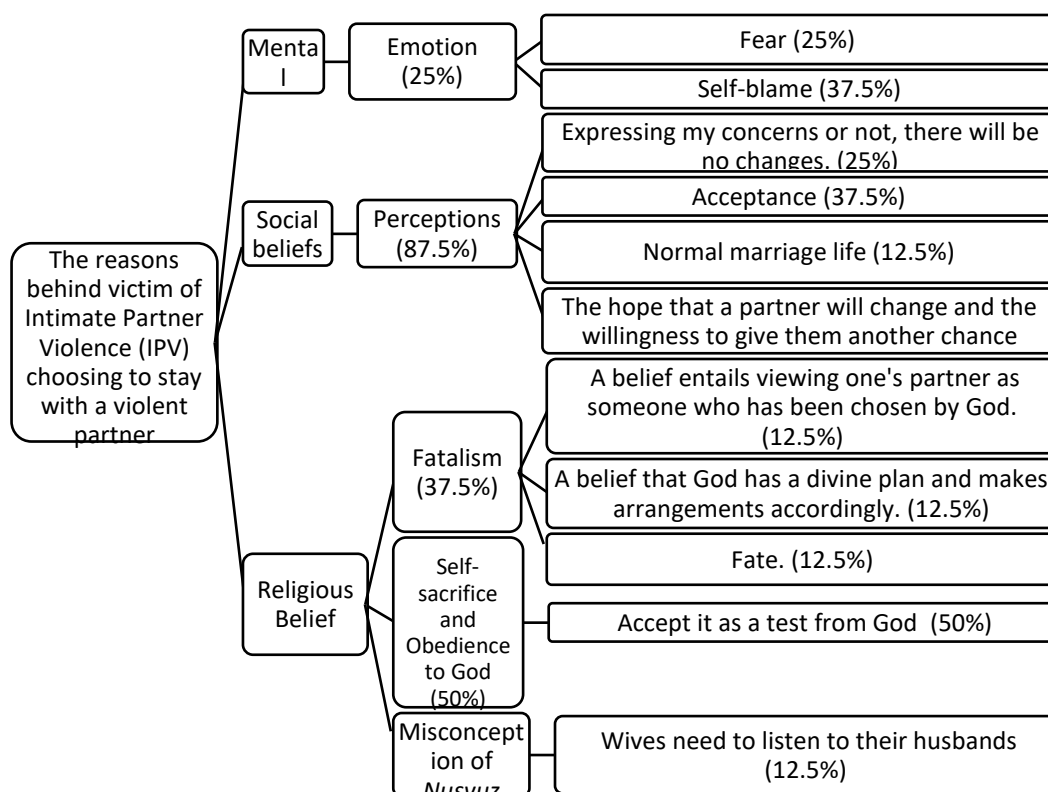 The reasons
behind victim of
Intimate Partner
Violence (IPV)
choosing to stay
with a violent
partner
Menta
l
Emotion
(25%)
Fear (25%)
Self-blame (37.5%)
Social
beliefs
Perceptions
(87.5%)
Expressing my concerns or not, there will be
no changes. (25%)
Acceptance (37.5%)
Normal marriage life (12.5%)
The hope that a partner will change and the
willingness to give them another chance
Religious
Belief
Fatalism
(37.5%)
A belief entails viewing one's partner as
someone who has been chosen by God.
(12.5%)
A belief that God has a divine plan and makes
arrangements accordingly. (12.5%)
Fate. (12.5%)
Self-
sacrifice
and
Obedience
to God
(50%)
Accept it as a test from God (50%)
Misconcept
ion of
Nusyuz
Wives need to listen to their husbands
(12.5%)